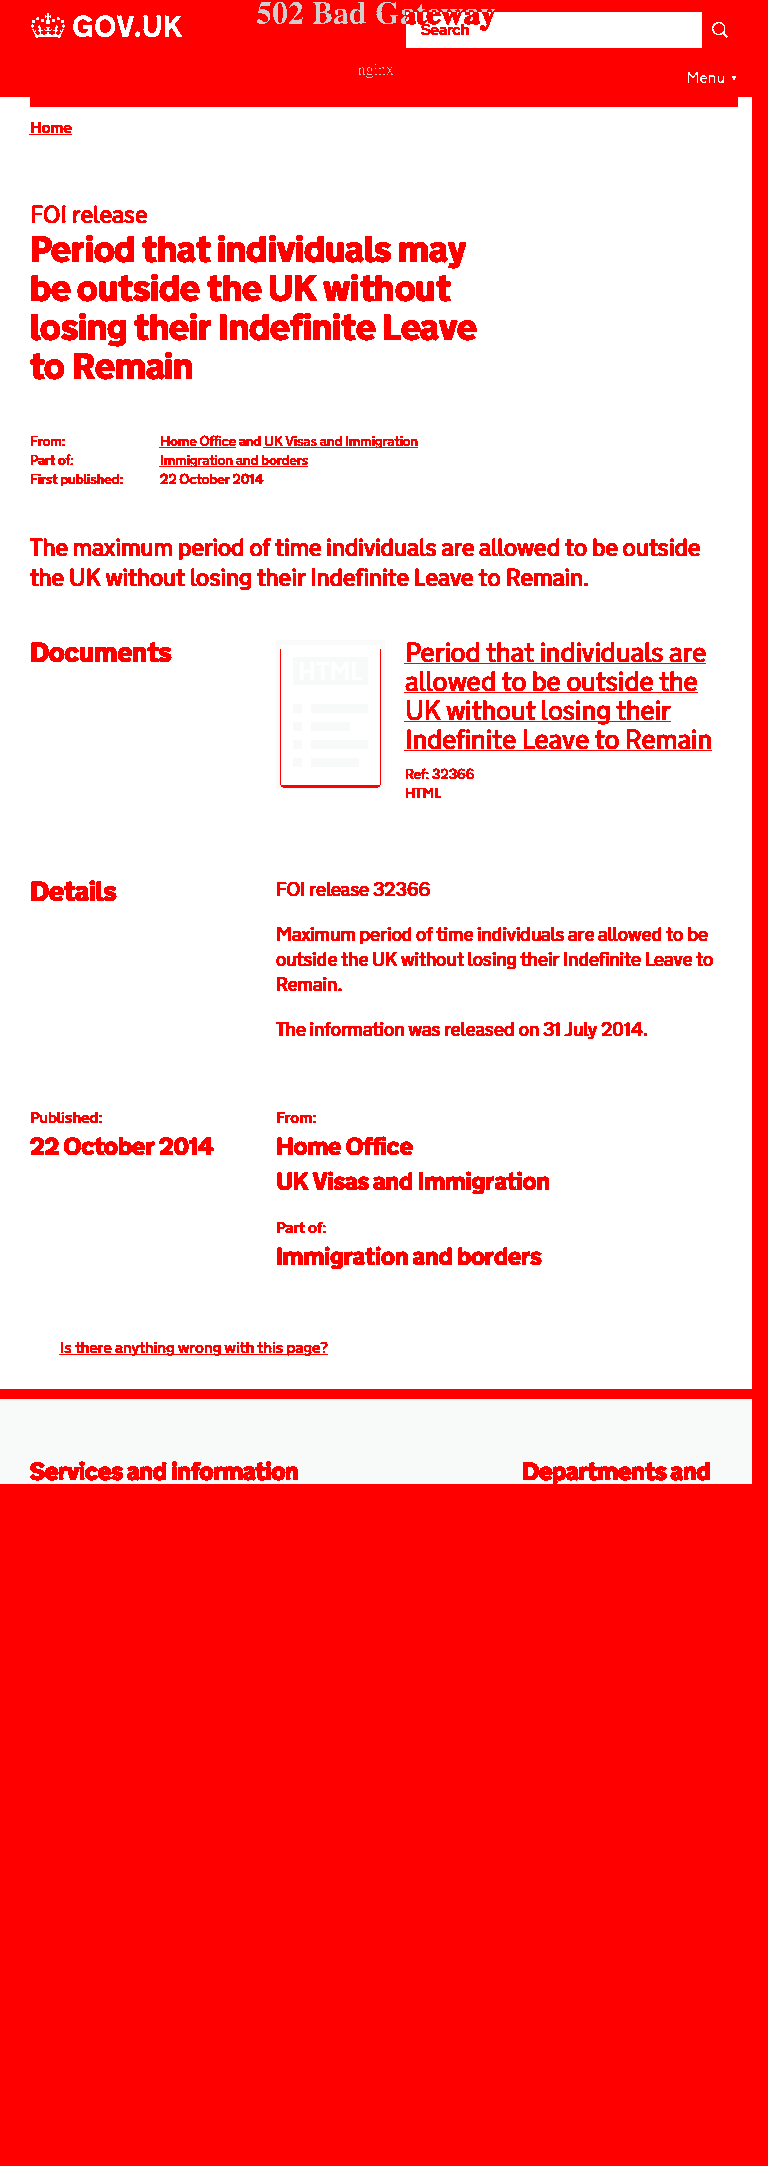 502 Bad Gateway
GOV.UK
Search
nginx
Menu
Home
FOI release
Period that individuals may
be outside the UK without
losing their Indefinite Leave
to Remain
From: Home Office and UK Visas and Immigration
Part of: Immigration and borders
First published: 22 October 2014
The maximum period of time individuals are allowed to be outside
the UK without losing their Indefinite Leave to Remain.
Documents
HTML
Period that individuals are
allowed to be outside the
UK without losing their
Indefinite Leave to Remain
Ref: 32366
HTML
Details
FOI release 32366
Maximum period of time individuals are allowed to be
outside the UK without losing their Indefinite Leave to
Remain.
The information was released on 31 July 2014.
Published:
22 October 2014
From:
Home Office
UK Visas and Immigration
Part of:
Immigration and borders
Is there anything wrong with this page?
Services and information
Departments and